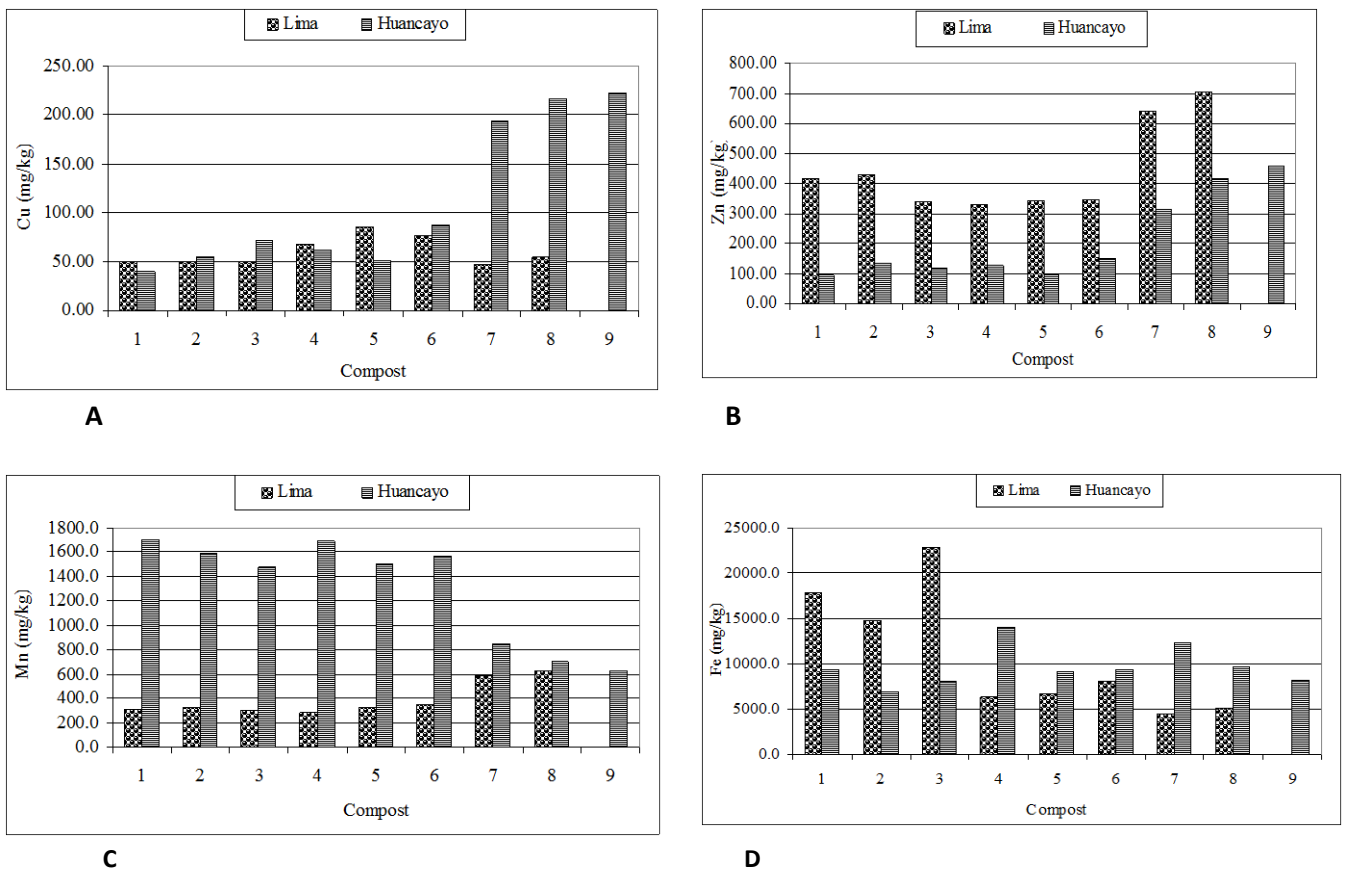 Lima Huancayo
250.00
200.00
150.00
100.00
50.00
0.00
Cu (mg/kg)
1 2 3 4 5 6 7 8 9
Compost
A
Lima Huancayo
800.00
700.00
600.00
500.00
400.00
300.00
200.00
100.00
0.00
Zn (mg/kg)
1 2 3 4 5 6 7 8 9
Compost
B
Lima Huancayo
1800.0
1600.0
1400.0
1200.0
1000.0
800.0
600.0
400.0
200.0
0.0
Mn (mg/kg)
1 2 3 4 5 6 7 8 9
Compost
C
Lima Huancayo
25000.0
20000.0
15000.0
10000.0
5000.0
0.0
Fe (mg/kg)
1 2 3 4 5 6 7 8 9
Compost
D